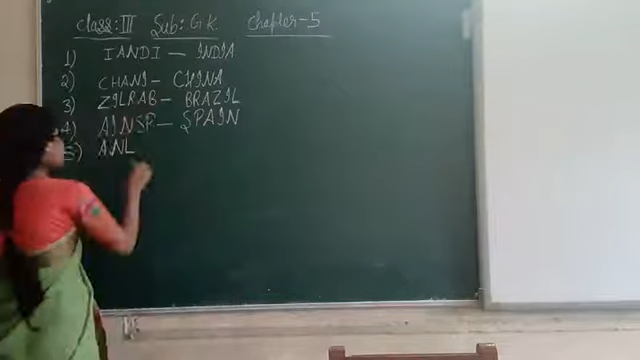 Class: III Sub: G.K. Chapter-5
1) IANDI — INDIA
2) CHANI — CHINA
3) ZILRAB — BRAZIL
4) AINSP — SPAIN
5) ANL